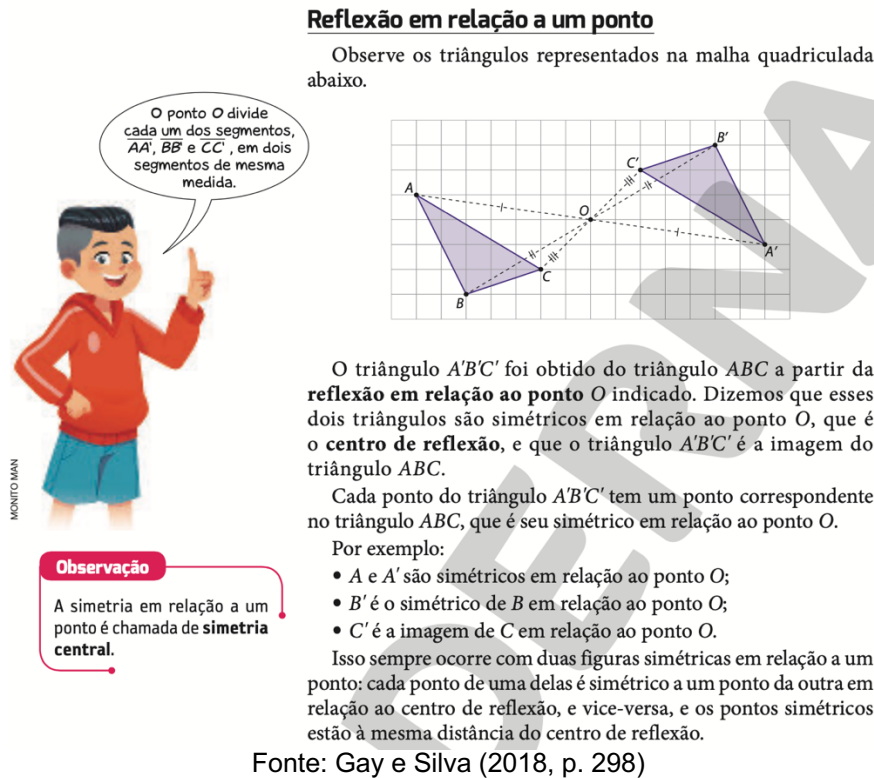 Reflexão em relação a um ponto
Observe os triângulos representados na malha quadriculada
abaixo.
O ponto O divide
cada um dos segmentos,
AA', BB' e CC' , em dois
segmentos de mesma
medida.
A
B
C
O
C'
B'
A'
MONITO MAN
O triângulo A'B'C' foi obtido do triângulo ABC a partir da
reflexão em relação ao ponto O indicado. Dizemos que esses
dois triângulos são simétricos em relação ao ponto O, que é
o centro de reflexão, e que o triângulo A'B'C' é a imagem do
triângulo ABC.
Cada ponto do triângulo A'B'C' tem um ponto correspondente
no triângulo ABC, que é seu simétrico em relação ao ponto O.
Por exemplo:
• A e A' são simétricos em relação ao ponto O;
• B' é o simétrico de B em relação ao ponto O;
• C' é a imagem de C em relação ao ponto O.
Isso sempre ocorre com duas figuras simétricas em relação a um
ponto: cada ponto de uma delas é simétrico a um ponto da outra em
relação ao centro de reflexão, e vice-versa, e os pontos simétricos
estão à mesma distância do centro de reflexão.
Observação
A simetria em relação a um
ponto é chamada de simetria
central.
DERNA
Fonte: Gay e Silva (2018, p. 298)